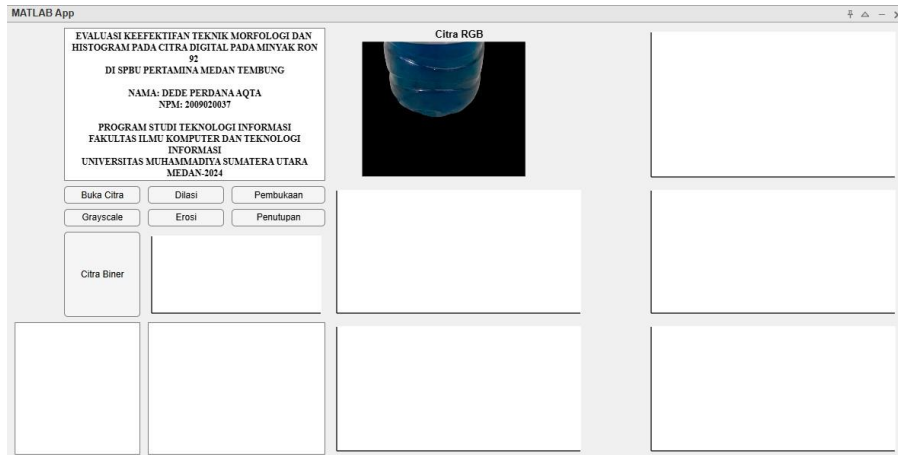 MATLAB App
EVALUASI KEEFEKTIFAN TEKNIK MORFOLOGI DAN
HISTOGRAM PADA CITRA DIGITAL PADA MINYAK RON
92
DI SPBU PERTAMINA MEDAN TEMBUNG
NAMA: DEDE PERDANA AQTA
NPM: 2009020037
PROGRAM STUDI TEKNOLOGI INFORMASI
FAKULTAS ILMU KOMPUTER DAN TEKNOLOGI
INFORMASI
UNIVERSITAS MUHAMMADIYA SUMATERA UTARA
MEDAN-2024
Citra RGB
Buka Citra
Dilasi
Pembukaan
Grayscale
Erosi
Penutupan
Citra Biner